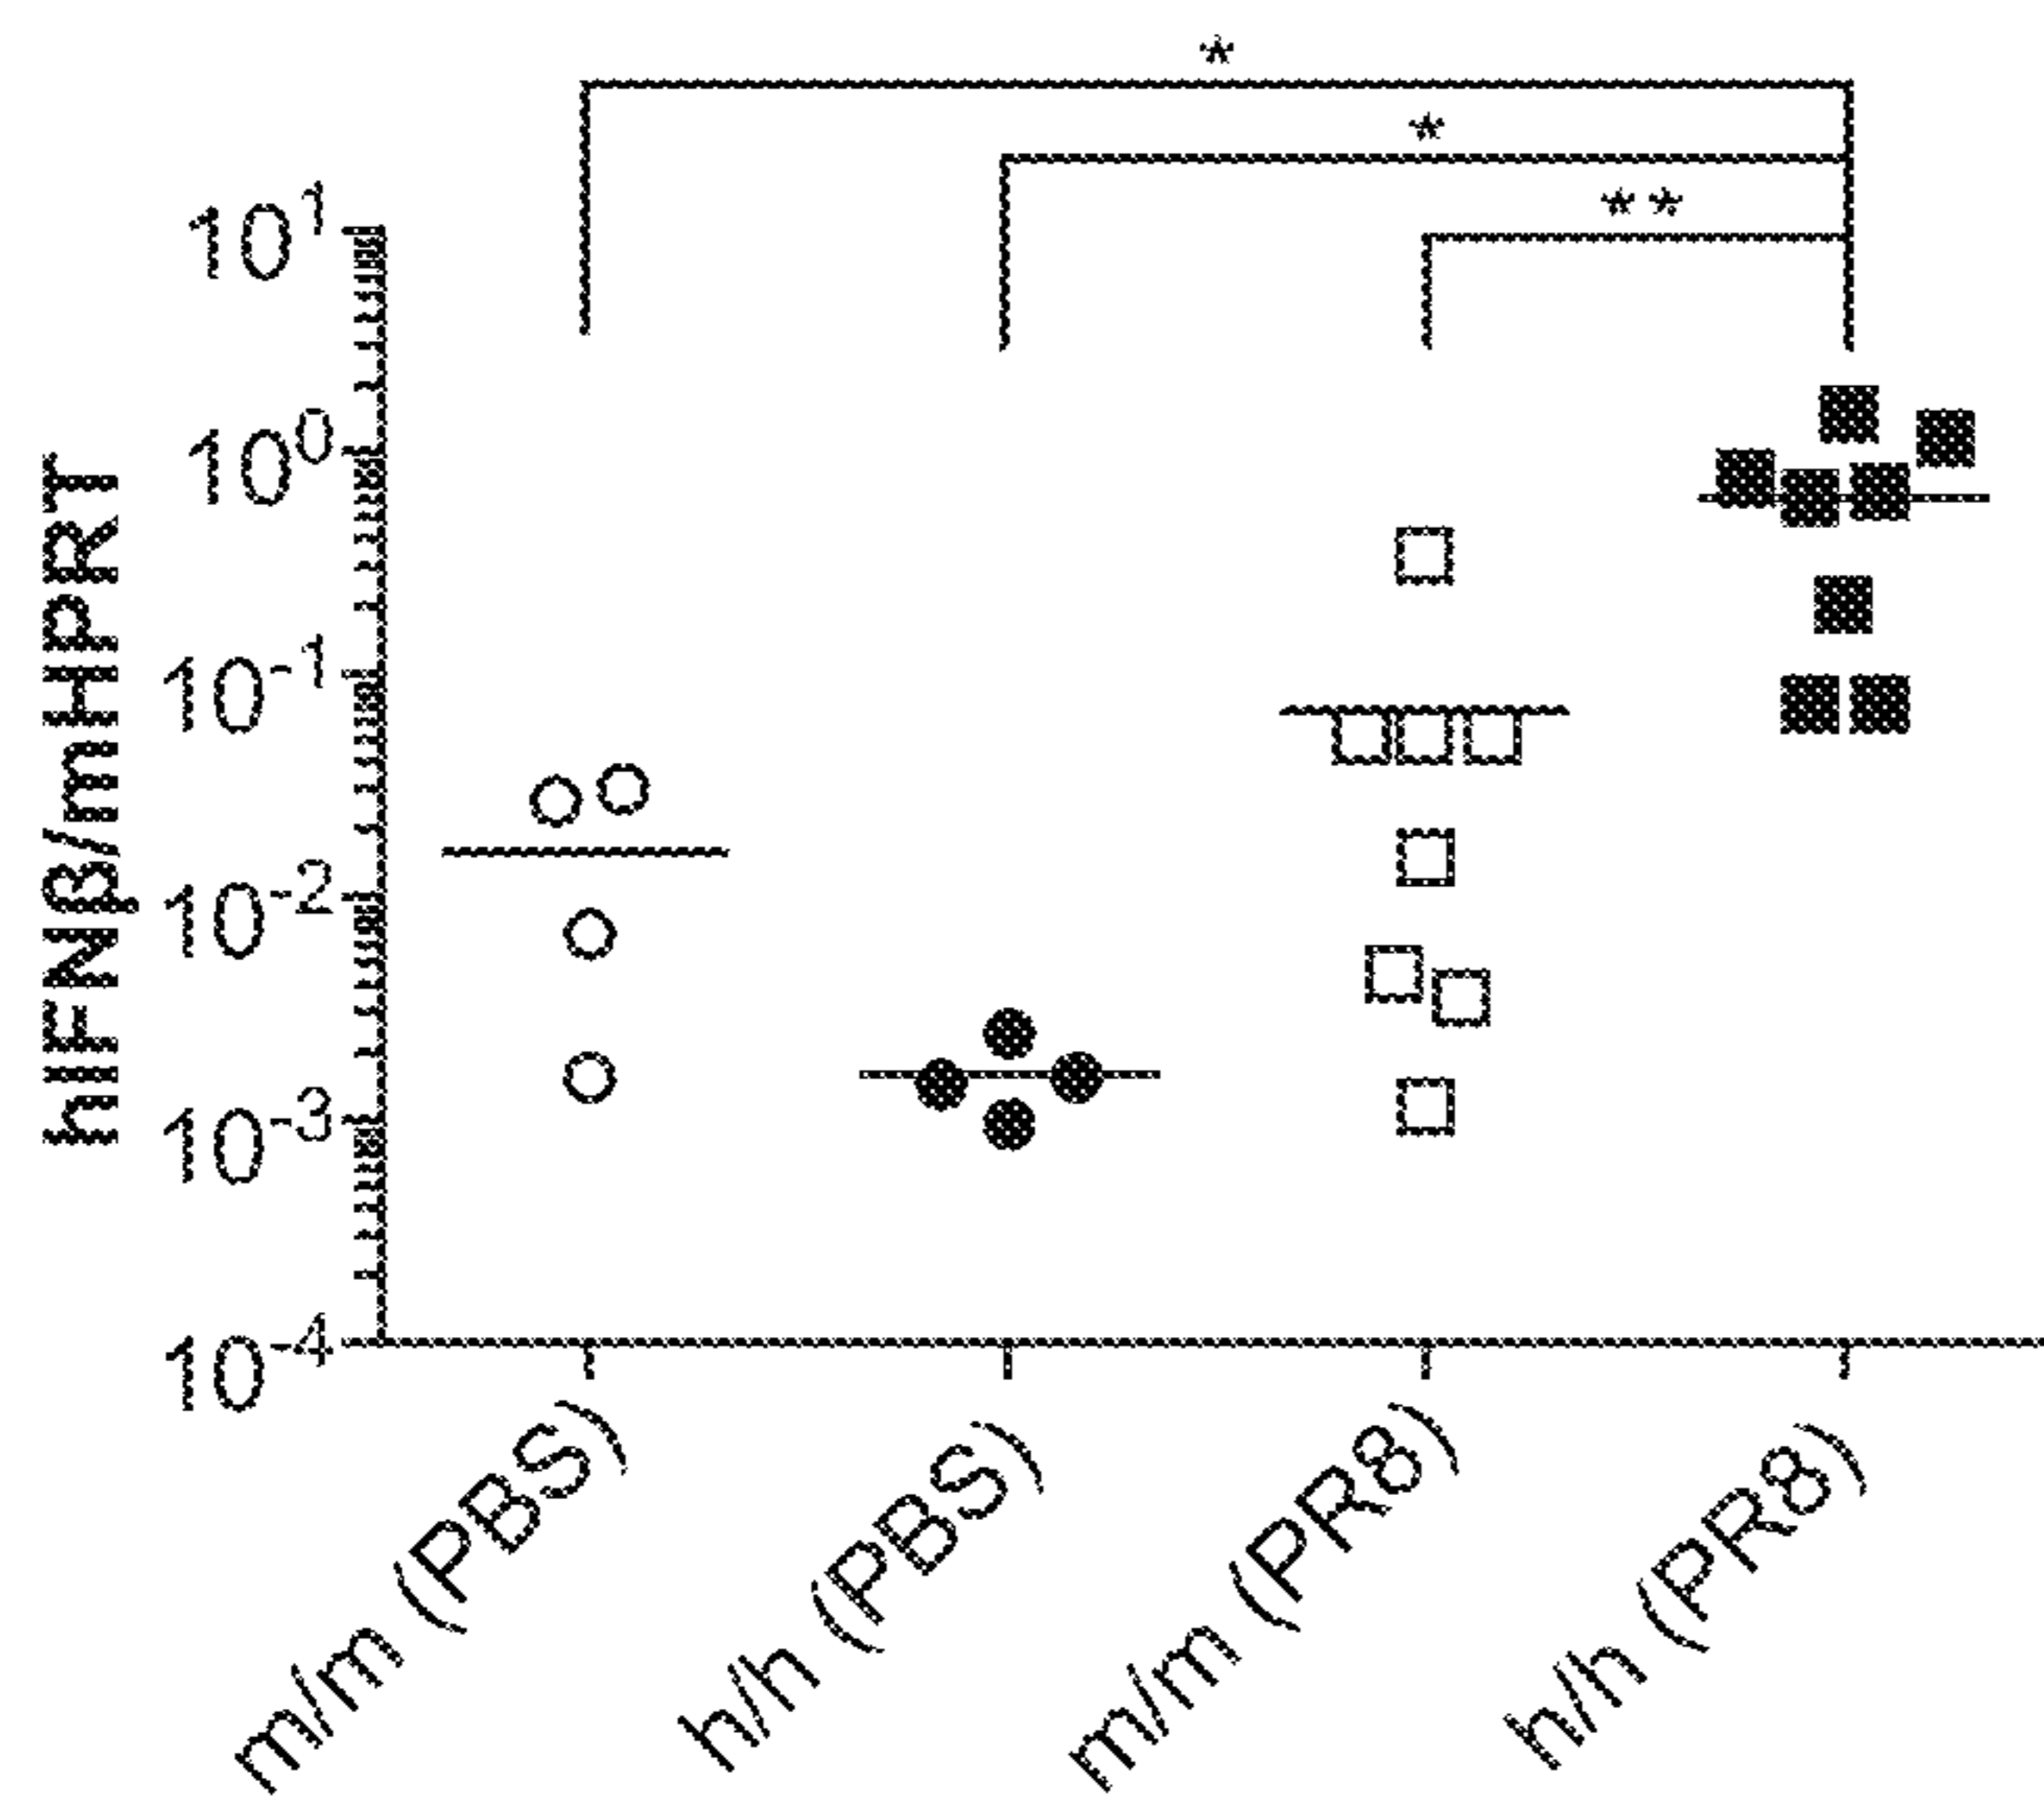 *
*
**
10^1
10^0
10^-1
10^-2
10^-3
10^-4
hIFNβ/mHPRT
m/m (PBS)
h/h (PBS)
m/m (PR8)
h/h (PR8)